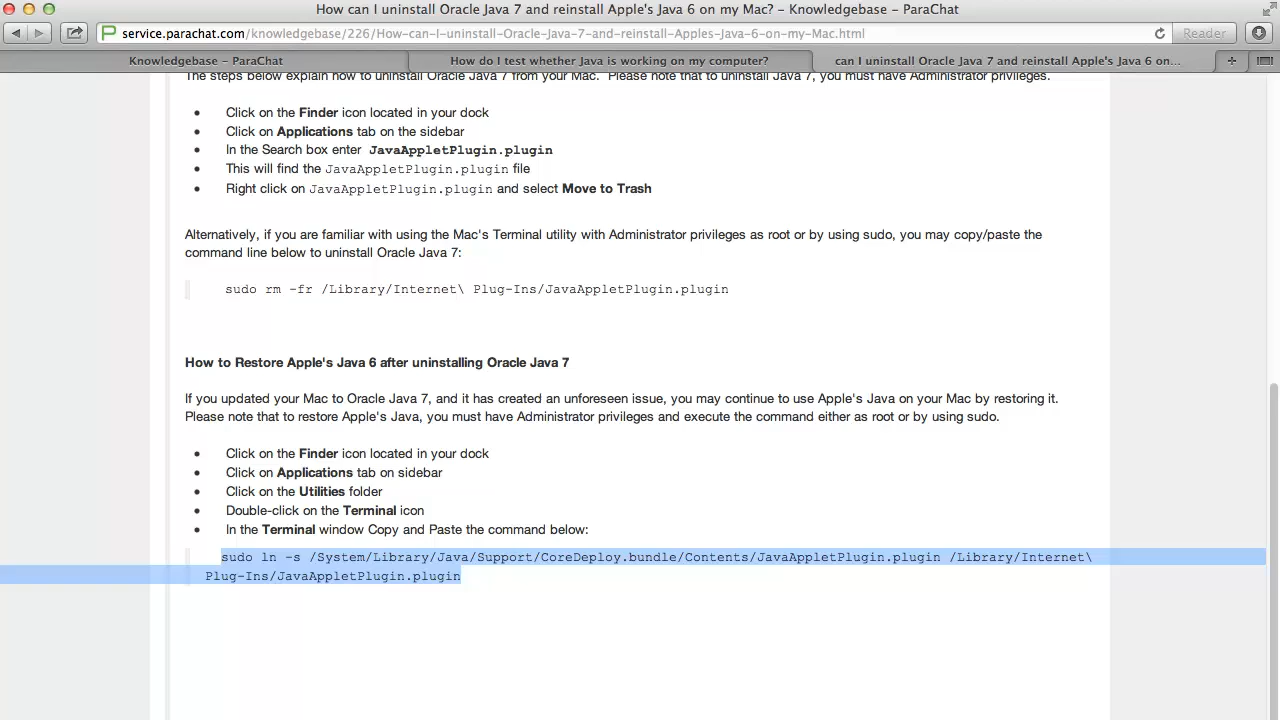 How can I uninstall Oracle Java 7 and reinstall Apple's Java 6 on my Mac? – Knowledgebase – ParaChat
service.parachat.com/knowledgebase/226/How-can-I-uninstall-Oracle-Java-7-and-reinstall-Apples-Java-6-on-my-Mac.html
Reader
Knowledgebase – ParaChat
How do I test whether Java is working on my computer?
can I uninstall Oracle Java 7 and reinstall Apple's Java 6 on...
The steps below explain how to uninstall Oracle Java 7 from your Mac. Please note that to uninstall Java 7, you must have Administrator privileges.
• Click on the Finder icon located in your dock
• Click on Applications tab on the sidebar
• In the Search box enter JavaAppletPlugin.plugin
• This will find the JavaAppletPlugin.plugin file
• Right click on JavaAppletPlugin.plugin and select Move to Trash
Alternatively, if you are familiar with using the Mac's Terminal utility with Administrator privileges as root or by using sudo, you may copy/paste the
command line below to uninstall Oracle Java 7:
sudo rm -fr /Library/Internet\ Plug-Ins/JavaAppletPlugin.plugin
How to Restore Apple's Java 6 after uninstalling Oracle Java 7
If you updated your Mac to Oracle Java 7, and it has created an unforeseen issue, you may continue to use Apple's Java on your Mac by restoring it.
Please note that to restore Apple's Java, you must have Administrator privileges and execute the command either as root or by using sudo.
• Click on the Finder icon located in your dock
• Click on Applications tab on sidebar
• Click on the Utilities folder
• Double-click on the Terminal icon
• In the Terminal window Copy and Paste the command below:
sudo ln -s /System/Library/Java/Support/CoreDeploy.bundle/Contents/JavaAppletPlugin.plugin /Library/Internet\
Plug-Ins/JavaAppletPlugin.plugin